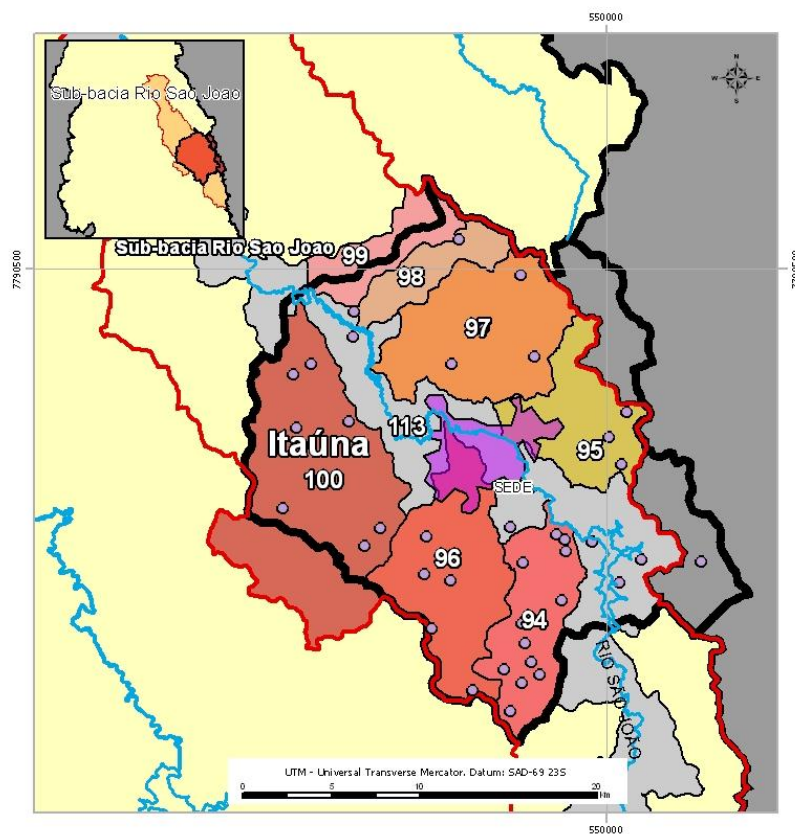 550000
N
W E
S
Sub-bacia Rio Sao Joao
Sub-bacia Rio Sao Joao
99
7790500
7790500
98
97
113
Itaúna
95
100
SEDE
96
94
RIO SÃO JOÃO
UTM - Universal Transverse Mercator. Datum: SAD-69 23S
0 5 10 20
Km
550000